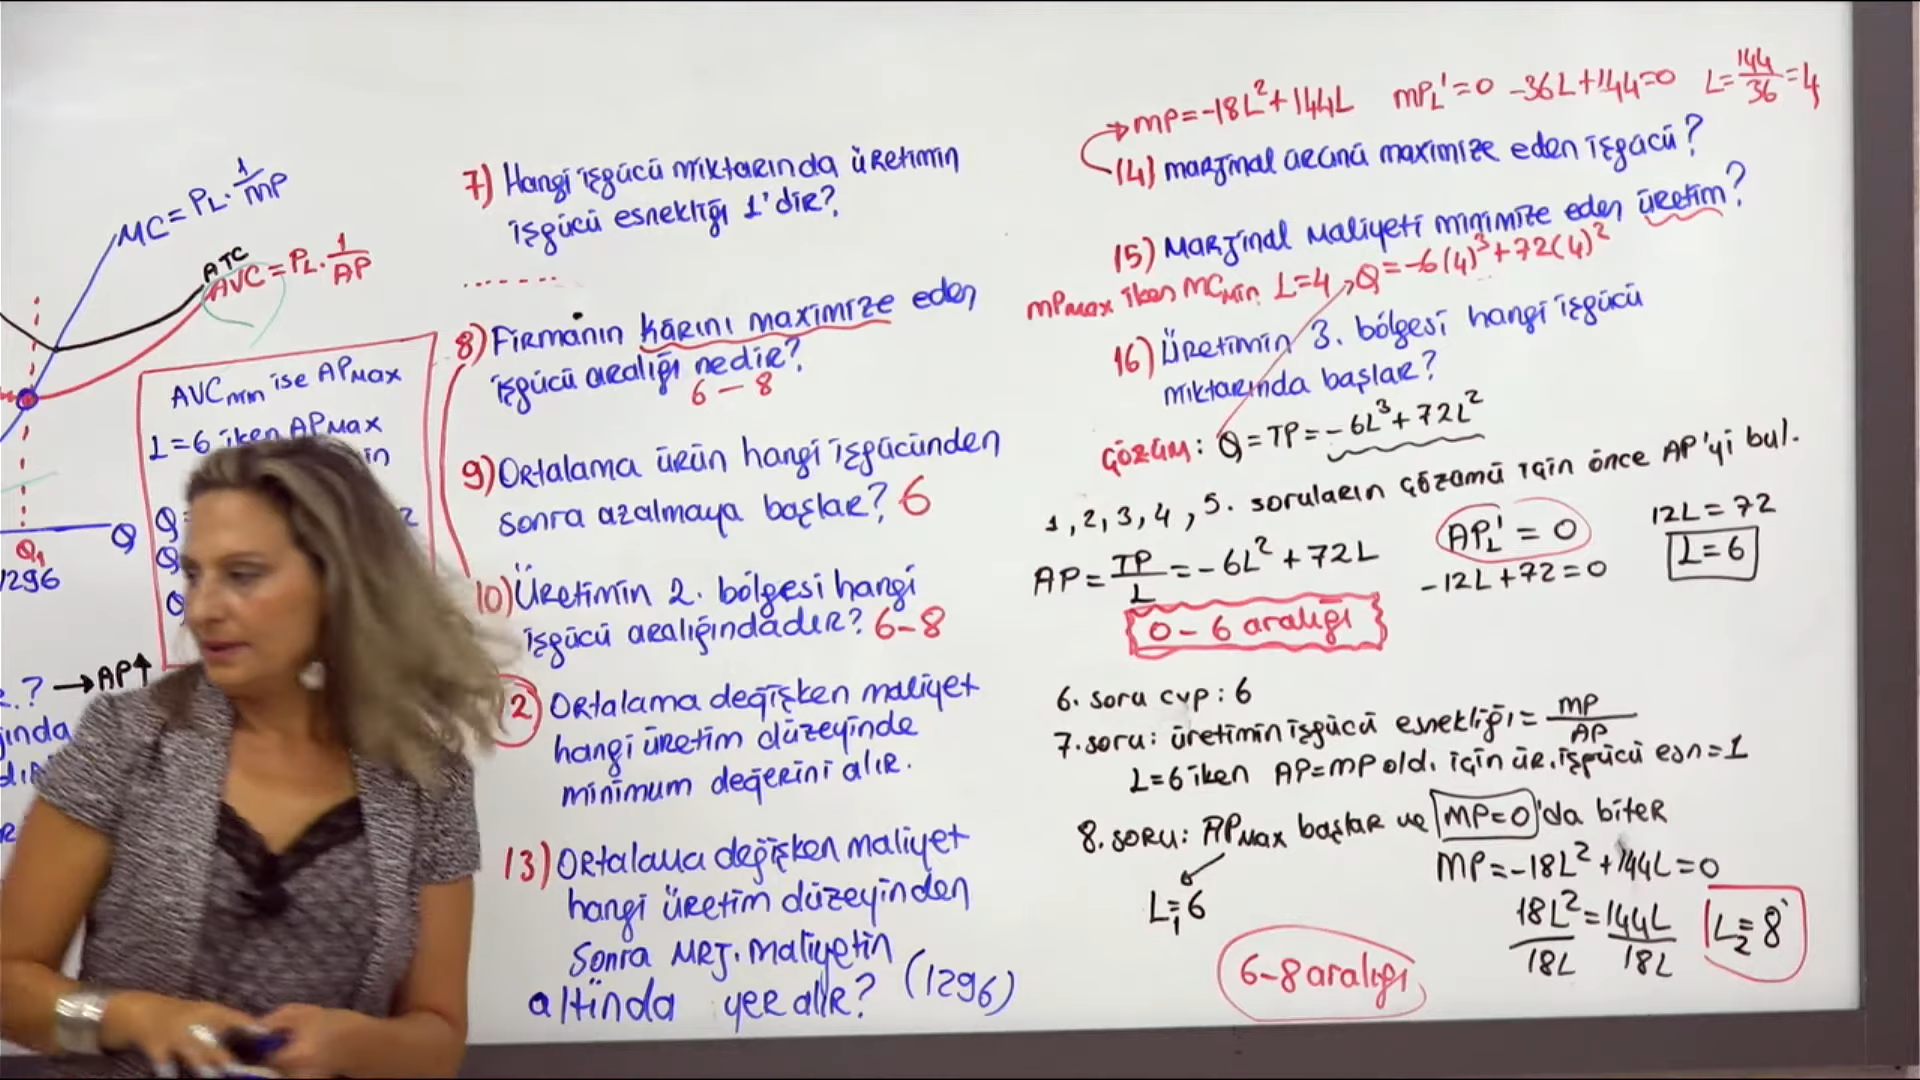 MC = PL . 1/MP
ATC
AVC = PL . 1/AP
AVCmin ise APmax
L=6 iken APmax
in
Q
Q1
1296
? → AP↑
7) Hangi işgücü miktarında üretimin
işgücü esnekliği 1'dir?
8) Firmanın kârını maximize eden
işgücü aralığı nedir?
6 – 8
9) Ortalama ürün hangi işgücünden
sonra azalmaya başlar? 6
10) Üretimin 2. bölgesi hangi
işgücü aralığındadır? 6-8
2) Ortalama değişken maliyet
hangi üretim düzeyinde
minimum değerini alır.
13) Ortalama değişken maliyet
hangi üretim düzeyinden
Sonra MRJ. maliyetin
altında yer alır? (1296)
MP = -18L² + 144L MPL' = 0 -36L + 144 = 0 L = 144/36 = 4
14) marjinal ürünü maximize eden işgücü?
15) Marjinal Maliyeti minimize eden üretim?
MPmax iken MCmin L=4 Q = -6(4)³ + 72(4)²
16) Üretimin 3. bölgesi hangi işgücü
miktarında başlar?
ÇÖZÜM: Q = TP = -6L³ + 72L²
1, 2, 3, 4, 5. soruların çözümü için önce AP'yi bul.
AP = TP/L = -6L² + 72L APL' = 0 12L = 72
-12L + 72 = 0 L = 6
0 – 6 aralığı
6. soru cvp: 6
7. soru: üretimin işgücü esnekliği = MP/AP
L=6 iken AP=MP old. için ür. işgücü esn = 1
8. soru: APmax başlar ve MP=0 'da biter
MP = -18L² + 144L = 0
L1 = 6
18L²/18L = 144L/18L L2 = 8
6-8 aralığı